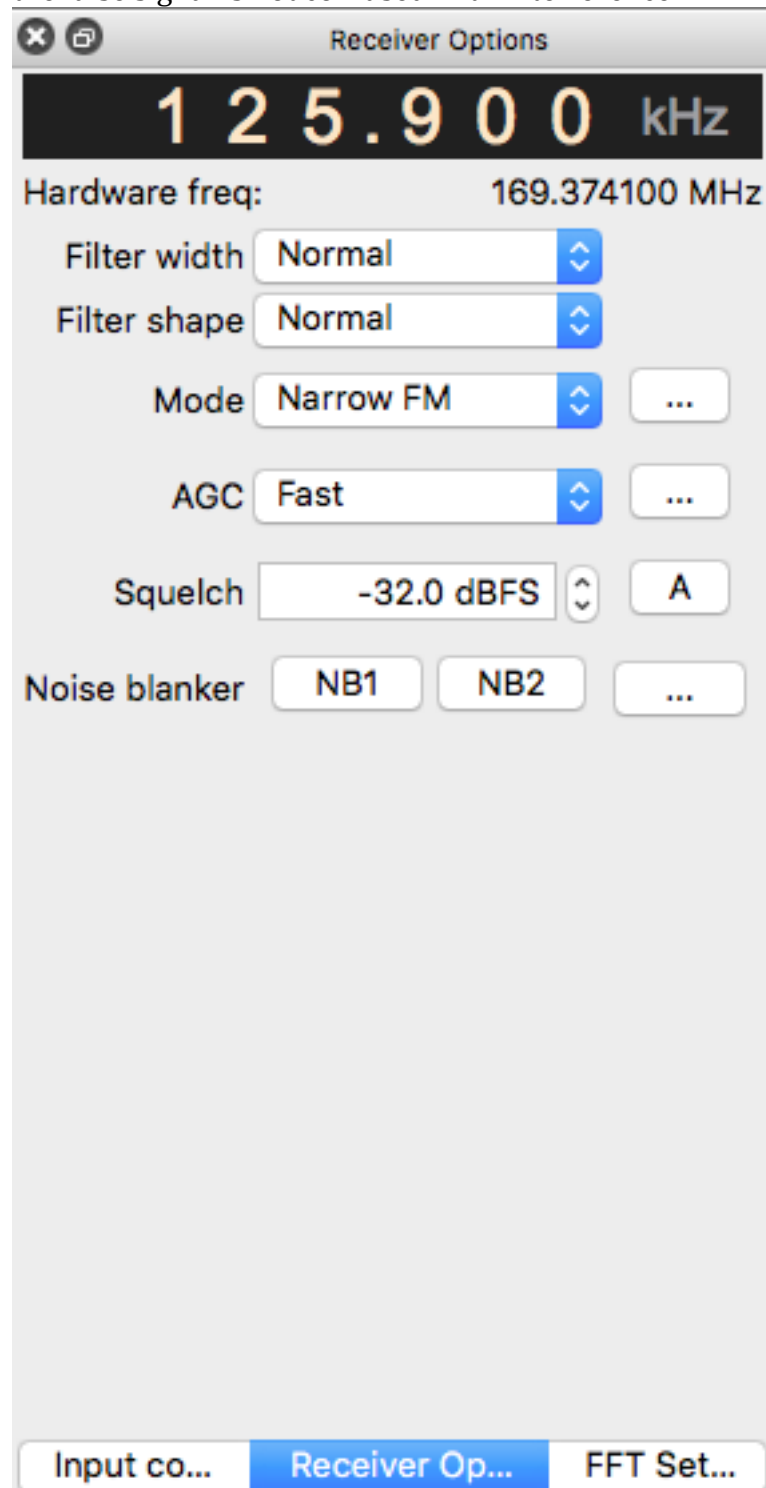 Receiver Options
125.900 kHz
Hardware freq: 169.374100 MHz
Filter width Normal
Filter shape Normal
Mode Narrow FM ...
AGC Fast ...
Squelch -32.0 dBFS A
Noise blanker NB1 NB2 ...
Input co... Receiver Op... FFT Set...